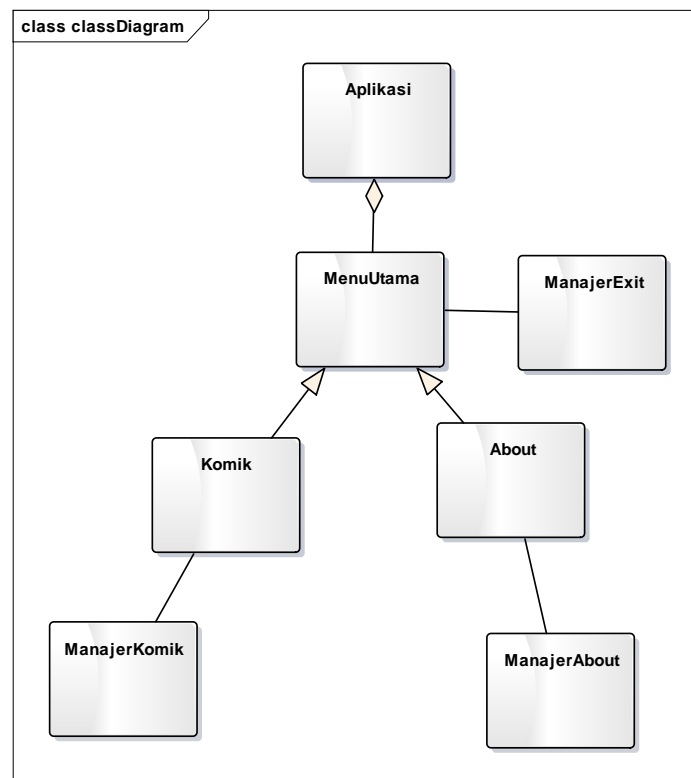 class classDiagram
Aplikasi
MenuUtama
ManajerExit
Komik
About
ManajerKomik
ManajerAbout